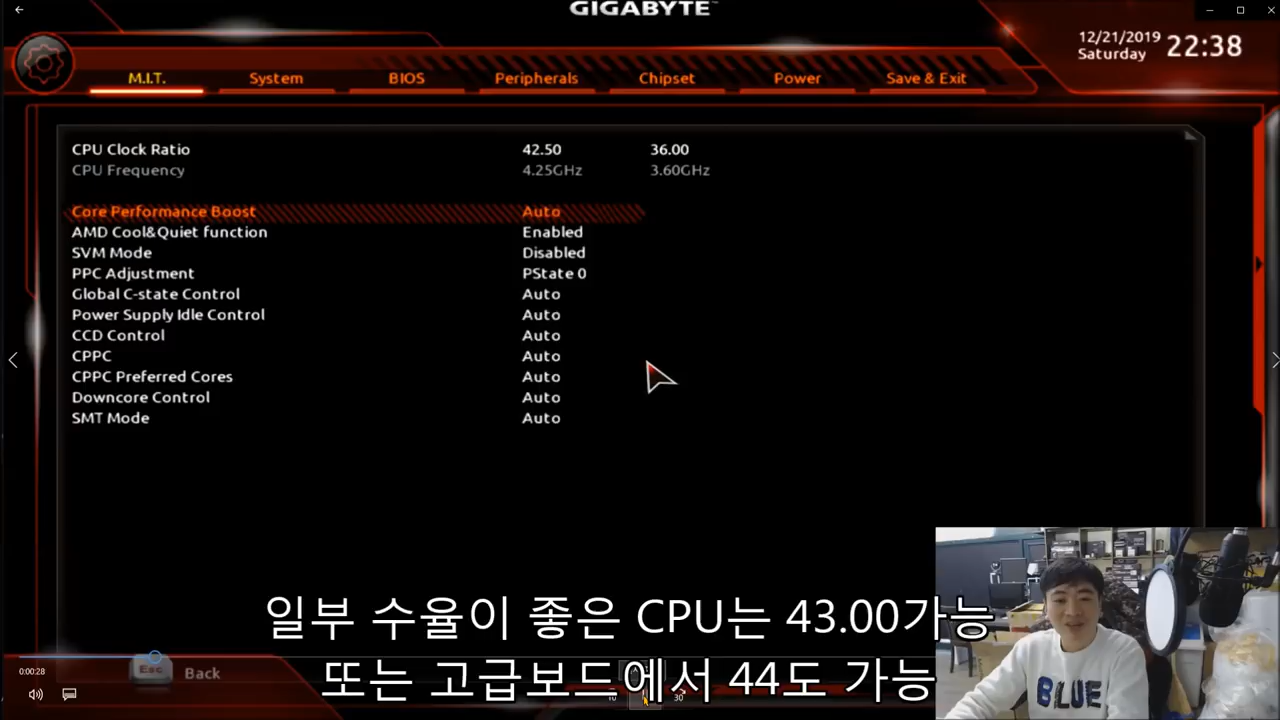 GIGABYTE™
12/21/2019
Saturday
22:38
M.I.T.
System
BIOS
Peripherals
Chipset
Power
Save & Exit
CPU Clock Ratio 42.50 36.00
CPU Frequency 4.25GHz 3.60GHz
Core Performance Boost Auto
AMD Cool&Quiet function Enabled
SVM Mode Disabled
PPC Adjustment PState 0
Global C-state Control Auto
Power Supply Idle Control Auto
CCD Control Auto
CPPC Auto
CPPC Preferred Cores Auto
Downcore Control Auto
SMT Mode Auto
일부 수율이 좋은 CPU는 43.00가능
또는 고급보드에서 44도 가능
0:00:28
Esc
Back
10
30
BLUE